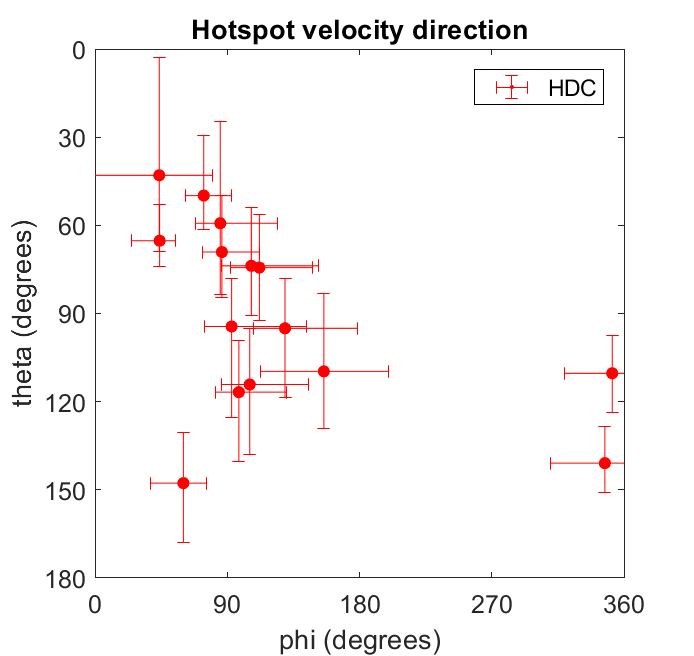 Hotspot velocity direction
HDC
0
30
60
90
120
150
180
theta (degrees)
0 90 180 270 360
phi (degrees)